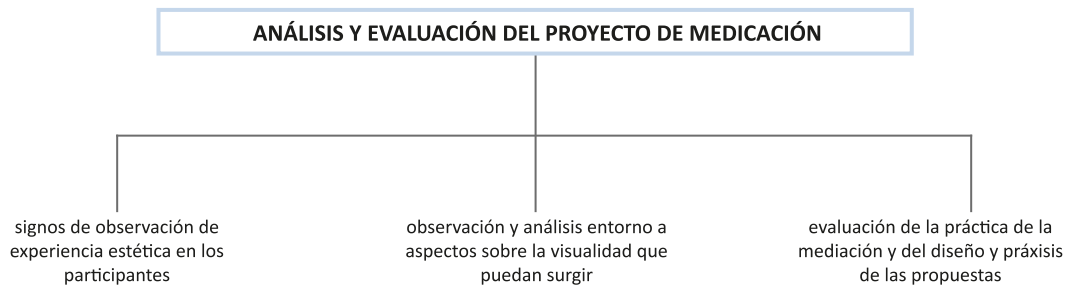 ANÁLISIS Y EVALUACIÓN DEL PROYECTO DE MEDICACIÓN
signos de observación de
experiencia estética en los
participantes
observación y análisis entorno a
aspectos sobre la visualidad que
puedan surgir
evaluación de la práctica de la
mediación y del diseño y práxisis
de las propuestas